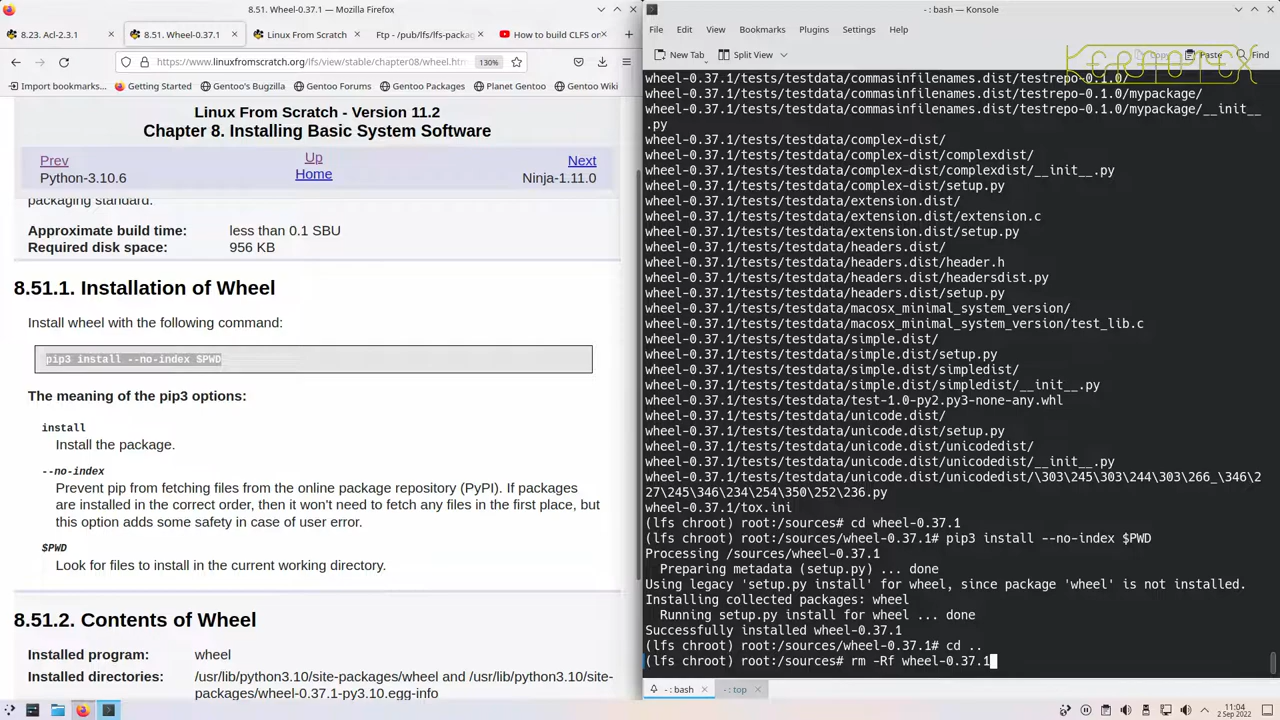 8.51. Wheel-0.37.1 — Mozilla Firefox
8.23. Acl-2.3.1
8.51. Wheel-0.37.1
Linux From Scratch
Ftp - /pub/lfs/lfs-packag
How to build CLFS on
https://www.linuxfromscratch.org/lfs/view/stable/chapter08/wheel.html
Import bookmarks...
Getting Started
Gentoo's Bugzilla
Gentoo Forums
Gentoo Packages
Planet Gentoo
Gentoo Wiki
Linux From Scratch - Version 11.2
Chapter 8. Installing Basic System Software
Prev
Up
Next
Python-3.10.6
Home
Ninja-1.11.0
packaging standard.
Approximate build time: less than 0.1 SBU
Required disk space: 956 KB
8.51.1. Installation of Wheel
Install wheel with the following command:
pip3 install --no-index $PWD
The meaning of the pip3 options:
install
Install the package.
--no-index
Prevent pip from fetching files from the online package repository (PyPI). If packages
are installed in the correct order, then it won't need to fetch any files in the first place, but
this option adds some safety in case of user error.
$PWD
Look for files to install in the current working directory.
8.51.2. Contents of Wheel
Installed program: wheel
Installed directories: /usr/lib/python3.10/site-packages/wheel and /usr/lib/python3.10/site-
packages/wheel-0.37.1-py3.10.egg-info
- : bash — Konsole
File Edit View Bookmarks Plugins Settings Help
New Tab Split View Copy Paste Find
KERNOTEX
wheel-0.37.1/tests/testdata/commasinfilenames.dist/testrepo-0.1.0/
wheel-0.37.1/tests/testdata/commasinfilenames.dist/testrepo-0.1.0/mypackage/
wheel-0.37.1/tests/testdata/commasinfilenames.dist/testrepo-0.1.0/mypackage/__init__
.py
wheel-0.37.1/tests/testdata/complex-dist/
wheel-0.37.1/tests/testdata/complex-dist/complexdist/
wheel-0.37.1/tests/testdata/complex-dist/complexdist/__init__.py
wheel-0.37.1/tests/testdata/complex-dist/setup.py
wheel-0.37.1/tests/testdata/extension.dist/
wheel-0.37.1/tests/testdata/extension.dist/extension.c
wheel-0.37.1/tests/testdata/extension.dist/setup.py
wheel-0.37.1/tests/testdata/headers.dist/
wheel-0.37.1/tests/testdata/headers.dist/header.h
wheel-0.37.1/tests/testdata/headers.dist/headersdist.py
wheel-0.37.1/tests/testdata/headers.dist/setup.py
wheel-0.37.1/tests/testdata/macosx_minimal_system_version/
wheel-0.37.1/tests/testdata/macosx_minimal_system_version/test_lib.c
wheel-0.37.1/tests/testdata/simple.dist/
wheel-0.37.1/tests/testdata/simple.dist/setup.py
wheel-0.37.1/tests/testdata/simple.dist/simpledist/
wheel-0.37.1/tests/testdata/simple.dist/simpledist/__init__.py
wheel-0.37.1/tests/testdata/test-1.0-py2.py3-none-any.whl
wheel-0.37.1/tests/testdata/unicode.dist/
wheel-0.37.1/tests/testdata/unicode.dist/setup.py
wheel-0.37.1/tests/testdata/unicode.dist/unicodedist/
wheel-0.37.1/tests/testdata/unicode.dist/unicodedist/__init__.py
wheel-0.37.1/tests/testdata/unicode.dist/unicodedist/\303\245\303\244\303\266_\346\2
27\245\346\234\254\350\252\236.py
wheel-0.37.1/tox.ini
(lfs chroot) root:/sources# cd wheel-0.37.1
(lfs chroot) root:/sources/wheel-0.37.1# pip3 install --no-index $PWD
Processing /sources/wheel-0.37.1
Preparing metadata (setup.py) ... done
Using legacy 'setup.py install' for wheel, since package 'wheel' is not installed.
Installing collected packages: wheel
Running setup.py install for wheel ... done
Successfully installed wheel-0.37.1
(lfs chroot) root:/sources/wheel-0.37.1# cd ..
(lfs chroot) root:/sources# rm -Rf wheel-0.37.1
- : bash
- : top
11:04
2 Sep 2022